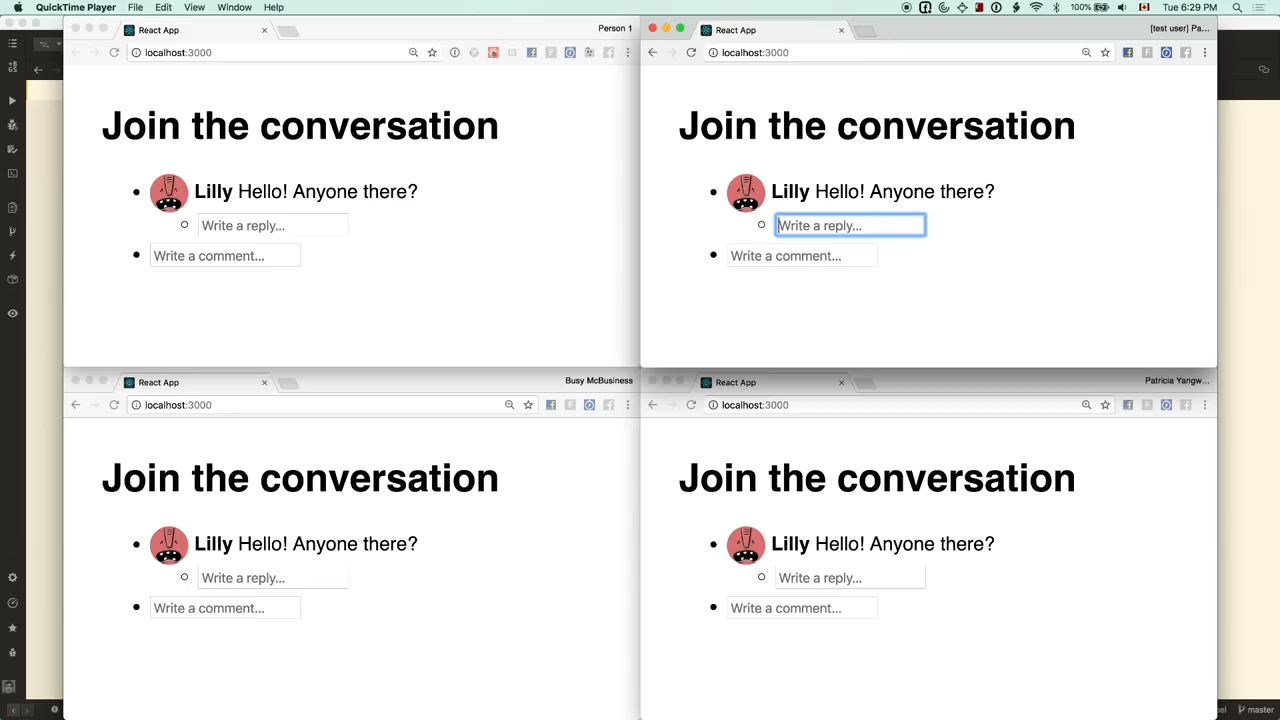 QuickTime Player File Edit View Window Help 100% Tue 6:29 PM
React App Person 1
localhost:3000
Join the conversation
Lilly Hello! Anyone there?
Write a reply...
Write a comment...
React App [test user] Pa...
localhost:3000
Join the conversation
Lilly Hello! Anyone there?
Write a reply...
Write a comment...
React App Busy McBusiness
localhost:3000
Join the conversation
Lilly Hello! Anyone there?
Write a reply...
Write a comment...
React App Patricia Yangw...
localhost:3000
Join the conversation
Lilly Hello! Anyone there?
Write a reply...
Write a comment...
master